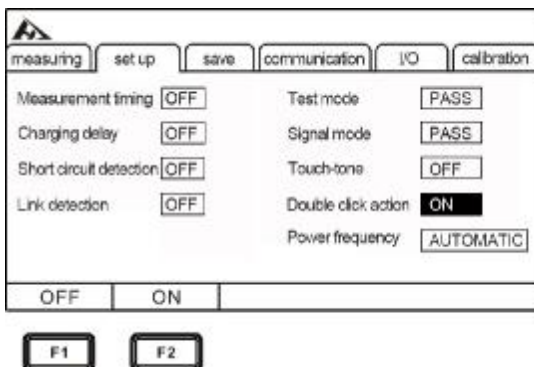 measuring set up save communication I/O calibration
Measurement timing OFF Test mode PASS
Charging delay OFF Signal mode PASS
Short circuit detection OFF Touch-tone OFF
Link detection OFF Double click action ON
Power frequency AUTOMATIC
OFF ON
F1 F2